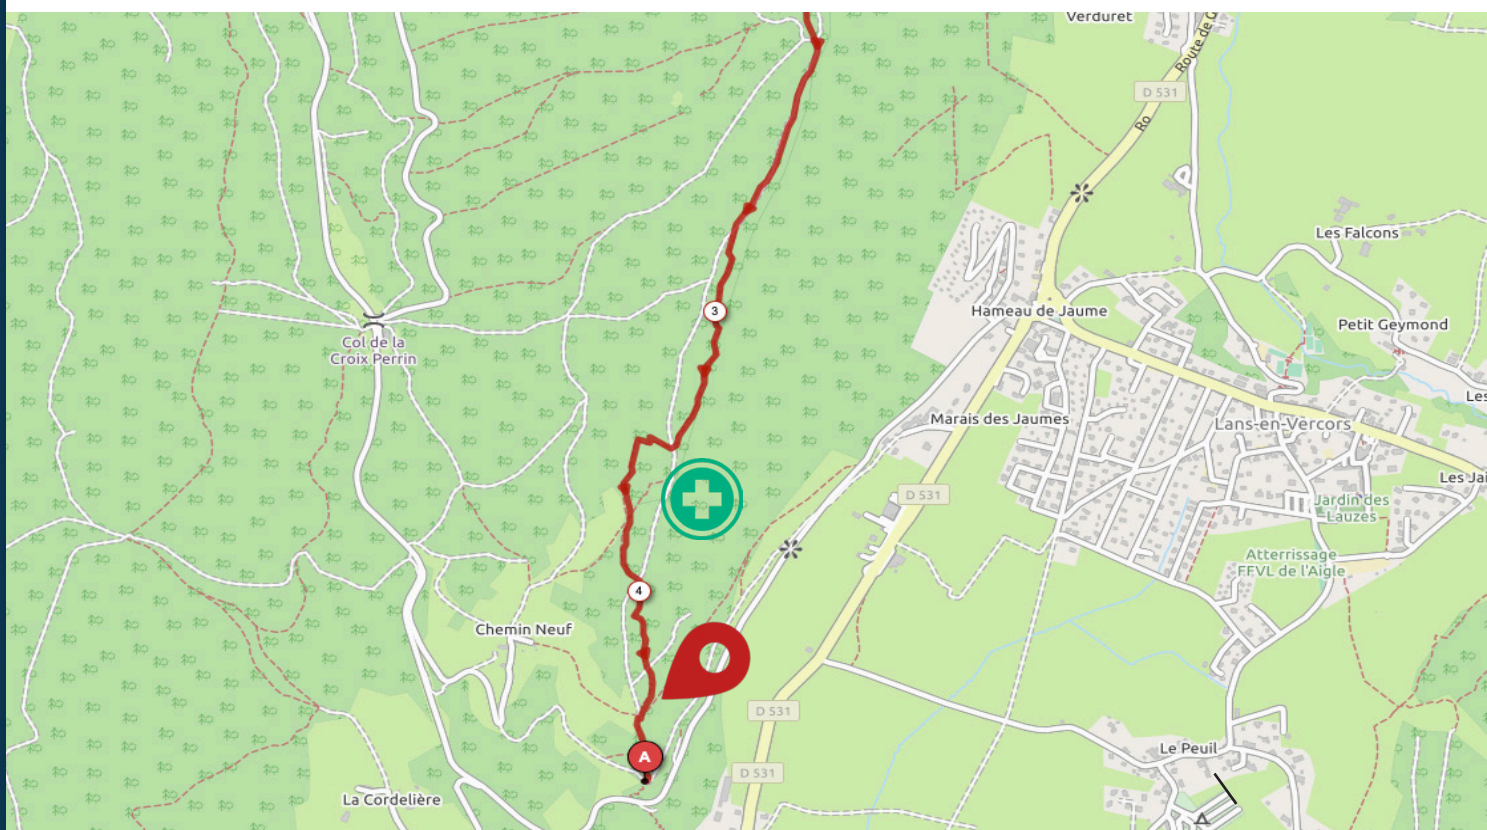 Verduret
Route de G
D 531
Ro
Les Falcons
Hameau de Jaume
3
Petit Geymond
Col de la
Croix Perrin
Les
Marais des Jaumes
Lans-en-Vercors
Les Jai
D 531
Jardin des
Lauzes
Atterrissage
FFVL de l'Aigle
4
Chemin Neuf
D 531
Le Peuil
A
D 531
La Cordelière